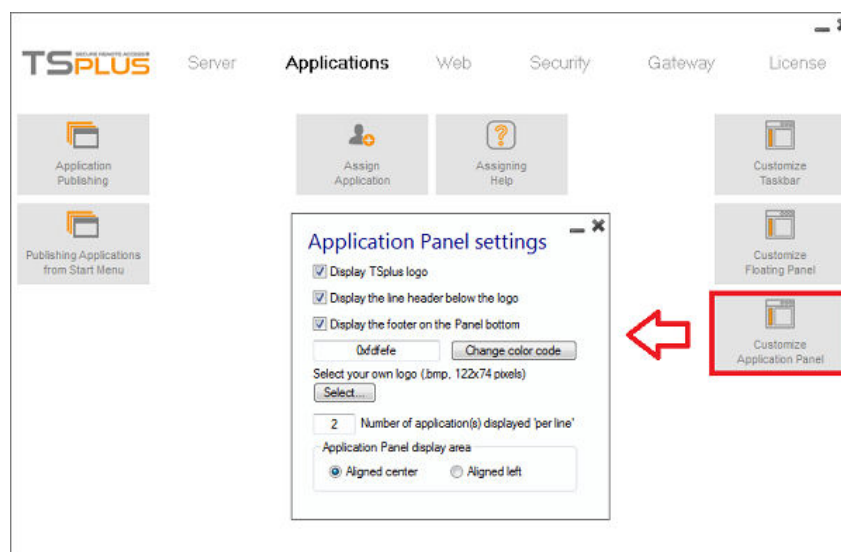 SECURE REMOTE ACCESS
TSPLUS
Server
Applications
Web
Security
Gateway
License
Application
Publishing
Assign
Application
Assigning
Help
Customize
Taskbar
Publishing Applications
from Start Menu
Customize
Floating Panel
Customize
Application Panel
Application Panel settings
Display TSplus logo
Display the line header below the logo
Display the footer on the Panel bottom
0xfdfefe
Change color code
Select your own logo (.bmp, 122x74 pixels)
Select...
2 Number of application(s) displayed 'per line'
Application Panel display area
Aligned center
Aligned left